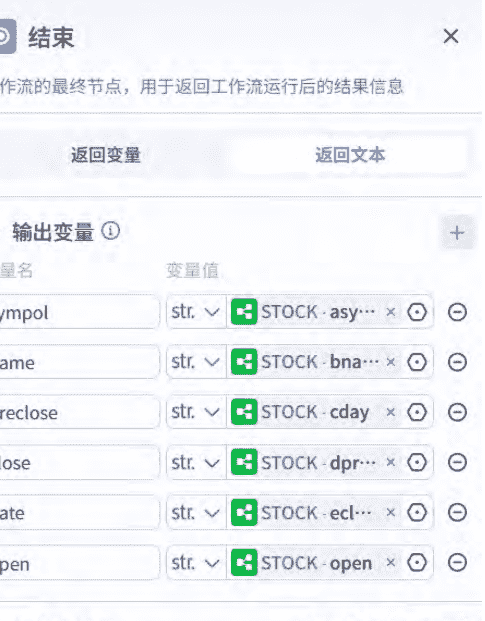 结束
作流的最终节点，用于返回工作流运行后的结果信息
返回变量 返回文本
输出变量
量名 变量值
ympol str. STOCK - asy···
ame str. STOCK - bna···
reclose str. STOCK - cday
lose str. STOCK - dpr···
ate str. STOCK - ecl···
pen str. STOCK - open